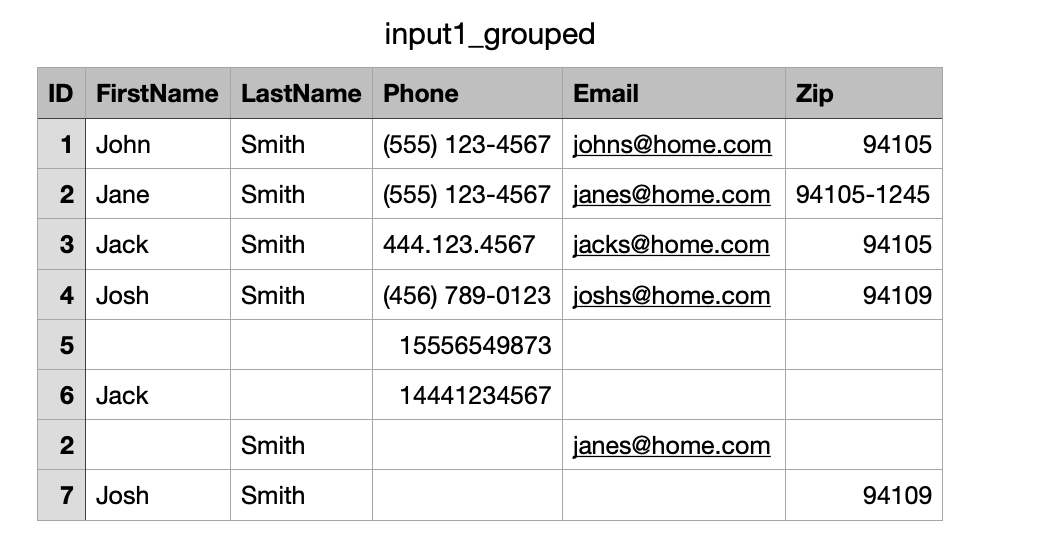 input1_grouped
ID FirstName LastName Phone Email Zip
1 John Smith (555) 123-4567 johns@home.com 94105
2 Jane Smith (555) 123-4567 janes@home.com 94105-1245
3 Jack Smith 444.123.4567 jacks@home.com 94105
4 Josh Smith (456) 789-0123 joshs@home.com 94109
5 15556549873
6 Jack 14441234567
2 Smith janes@home.com
7 Josh Smith 94109